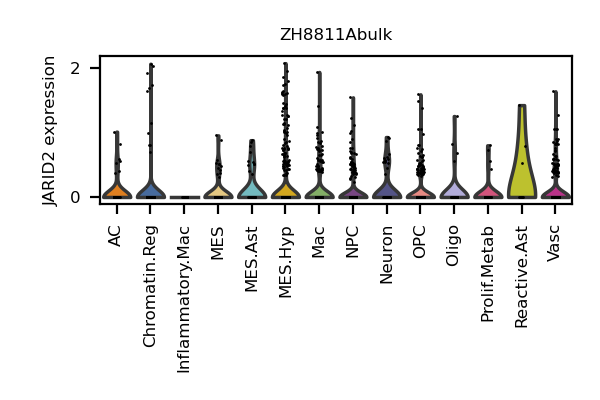 ZH8811Abulk
JARID2 expression
2
0
AC
Chromatin.Reg
Inflammatory.Mac
MES
MES.Ast
MES.Hyp
Mac
NPC
Neuron
OPC
Oligo
Prolif.Metab
Reactive.Ast
Vasc